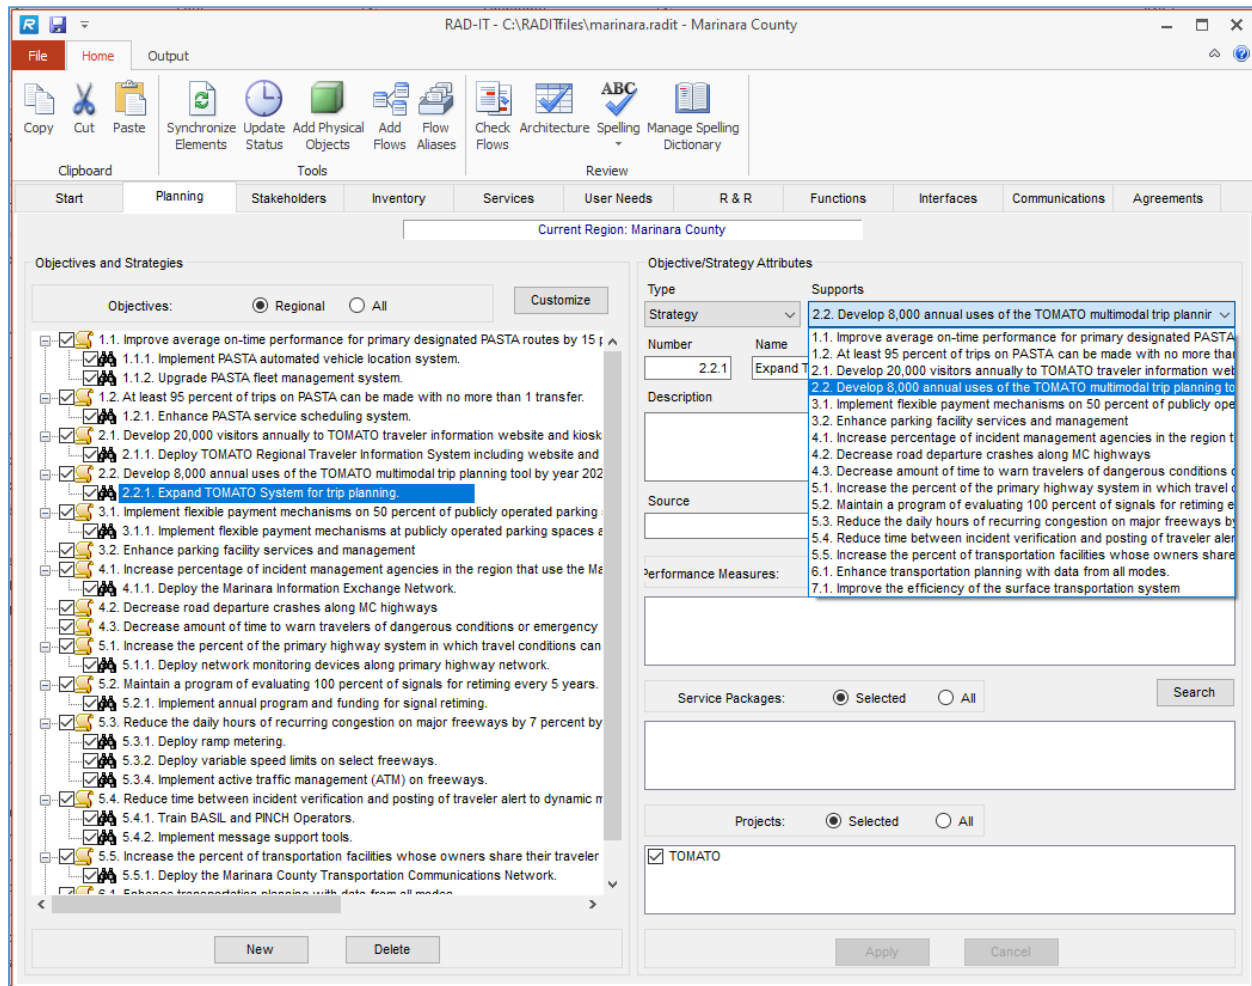 RAD-IT - C:\RADITfiles\marinara.radit - Marinara County
File Home Output
Copy Cut Paste Synchronize Elements Update Status Add Physical Objects Add Flows Flow Aliases Check Flows Architecture Spelling Manage Spelling Dictionary
Clipboard Tools Review
Start Planning Stakeholders Inventory Services User Needs R & R Functions Interfaces Communications Agreements
Current Region: Marinara County
Objectives and Strategies
Objectives: Regional All Customize
1.1. Improve average on-time performance for primary designated PASTA routes by 15
1.1.1. Implement PASTA automated vehicle location system.
1.1.2. Upgrade PASTA fleet management system.
1.2. At least 95 percent of trips on PASTA can be made with no more than 1 transfer.
1.2.1. Enhance PASTA service scheduling system.
2.1. Develop 20,000 visitors annually to TOMATO traveler information website and kiosk
2.1.1. Deploy TOMATO Regional Traveler Information System including website and
2.2. Develop 8,000 annual uses of the TOMATO multimodal trip planning tool by year 202
2.2.1. Expand TOMATO System for trip planning.
3.1. Implement flexible payment mechanisms on 50 percent of publicly operated parking
3.1.1. Implement flexible payment mechanisms at publicly operated parking spaces a
3.2. Enhance parking facility services and management
4.1. Increase percentage of incident management agencies in the region that use the Ma
4.1.1. Deploy the Marinara Information Exchange Network.
4.2. Decrease road departure crashes along MC highways
4.3. Decrease amount of time to warn travelers of dangerous conditions or emergency
5.1. Increase the percent of the primary highway system in which travel conditions can
5.1.1. Deploy network monitoring devices along primary highway network.
5.2. Maintain a program of evaluating 100 percent of signals for retiming every 5 years.
5.2.1. Implement annual program and funding for signal retiming.
5.3. Reduce the daily hours of recurring congestion on major freeways by 7 percent by
5.3.1. Deploy ramp metering.
5.3.2. Deploy variable speed limits on select freeways.
5.3.4. Implement active traffic management (ATM) on freeways.
5.4. Reduce time between incident verification and posting of traveler alert to dynamic m
5.4.1. Train BASIL and PINCH Operators.
5.4.2. Implement message support tools.
5.5. Increase the percent of transportation facilities whose owners share their traveler
5.5.1. Deploy the Marinara County Transportation Communications Network.
6.1. Enhance transportation planning with data from all modes.
New Delete
Objective/Strategy Attributes
Type Supports
Strategy 2.2. Develop 8,000 annual uses of the TOMATO multimodal trip plannir
Number Name
2.2.1 Expand T
Description
Source
Performance Measures:
1.1. Improve average on-time performance for primary designated PASTA
1.2. At least 95 percent of trips on PASTA can be made with no more tha
2.1. Develop 20,000 visitors annually to TOMATO traveler information wel
2.2. Develop 8,000 annual uses of the TOMATO multimodal trip planning to
3.1. Implement flexible payment mechanisms on 50 percent of publicly ope
3.2. Enhance parking facility services and management
4.1. Increase percentage of incident management agencies in the region t
4.2. Decrease road departure crashes along MC highways
4.3. Decrease amount of time to warn travelers of dangerous conditions
5.1. Increase the percent of the primary highway system in which travel c
5.2. Maintain a program of evaluating 100 percent of signals for retiming e
5.3. Reduce the daily hours of recurring congestion on major freeways by
5.4. Reduce time between incident verification and posting of traveler aler
5.5. Increase the percent of transportation facilities whose owners share
6.1. Enhance transportation planning with data from all modes.
7.1. Improve the efficiency of the surface transportation system
Service Packages: Selected All Search
Projects: Selected All
TOMATO
Apply Cancel